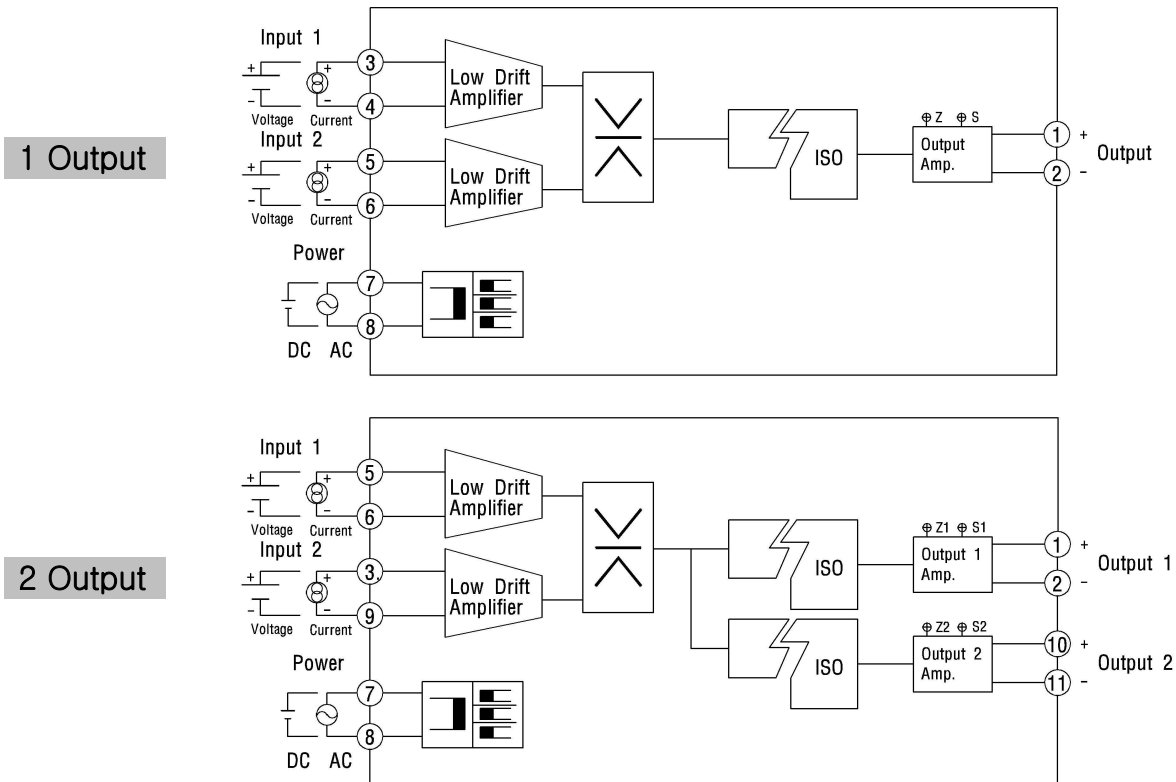 1 Output
Input 1
+
-
Voltage Current
+
-
3
4
Low Drift
Amplifier
Input 2
+
-
Voltage Current
+
-
5
6
Low Drift
Amplifier
ISO
Z S
Output
Amp.
1 +
2 -
Output
Power
7
8
DC AC
2 Output
Input 1
+
-
Voltage Current
+
-
5
6
Low Drift
Amplifier
Input 2
+
-
Voltage Current
+
-
3,
9
Low Drift
Amplifier
ISO
Z1 S1
Output 1
Amp.
1 +
2 -
Output 1
ISO
Z2 S2
Output 2
Amp.
10 +
11 -
Output 2
Power
7
8
DC AC